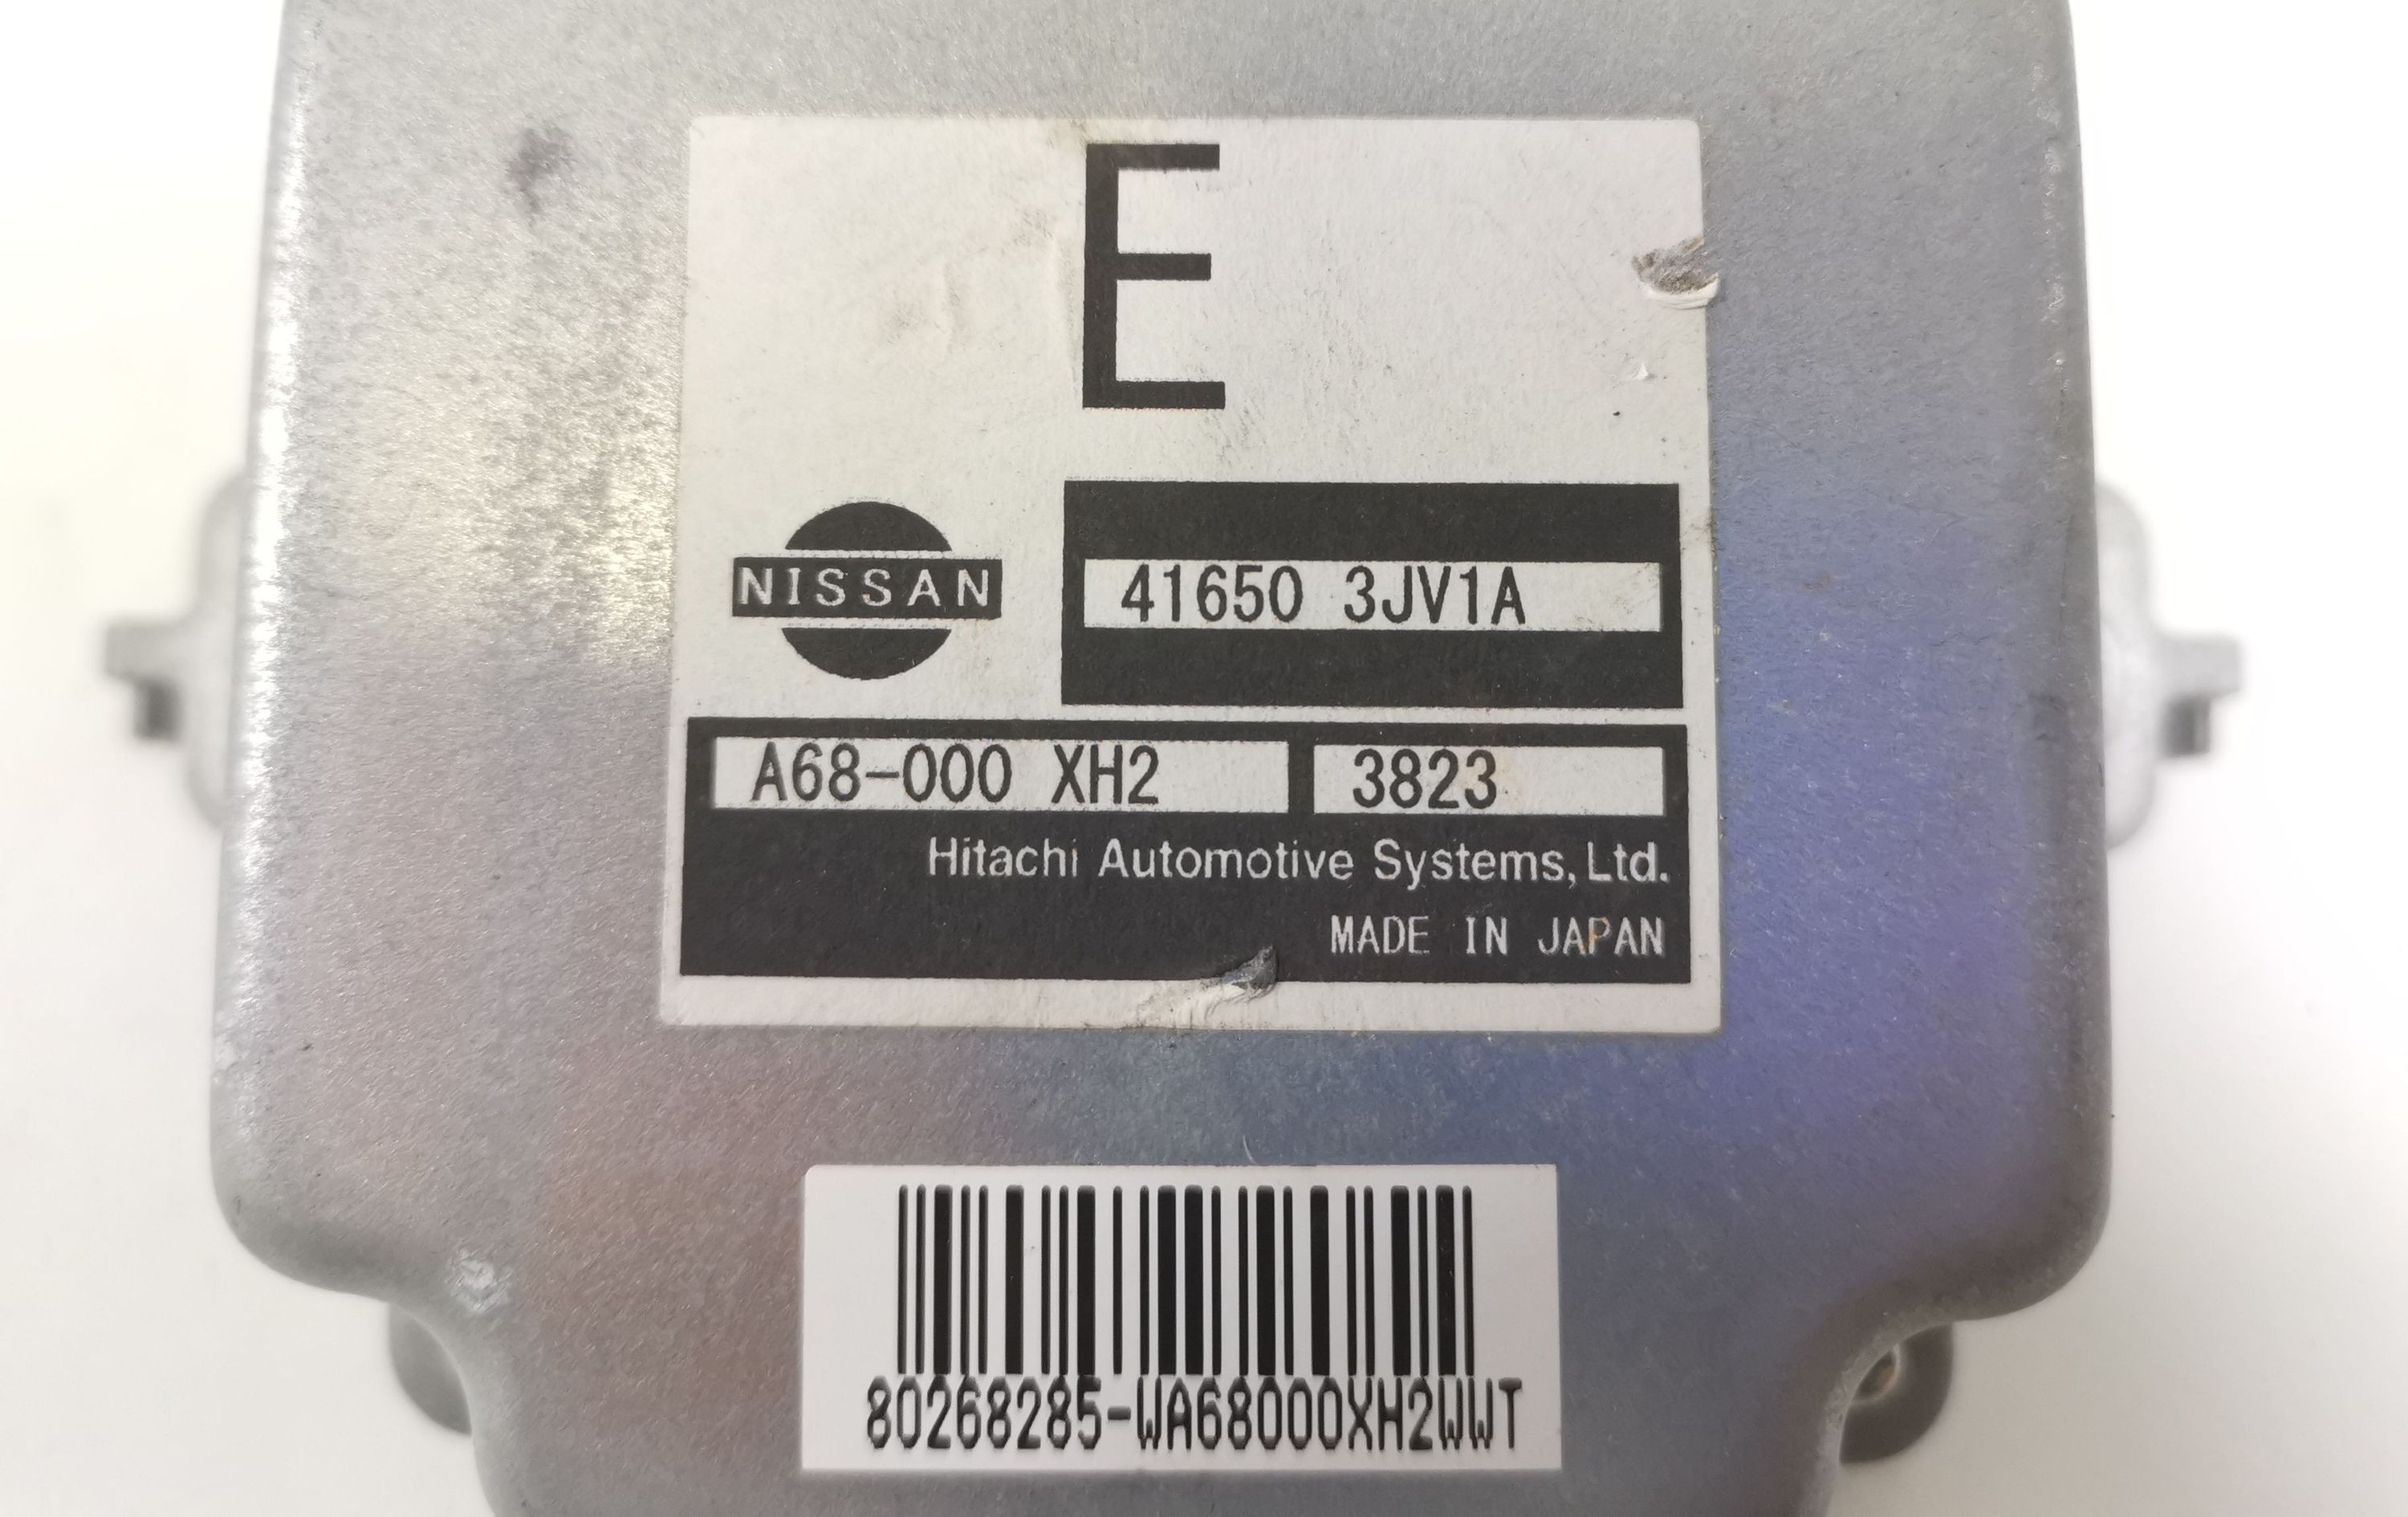 E
NISSAN
41650 3JV1A
A68-000 XH2
3823
Hitachi Automotive Systems, Ltd.
MADE IN JAPAN
80268285-WA68000XH2WWT